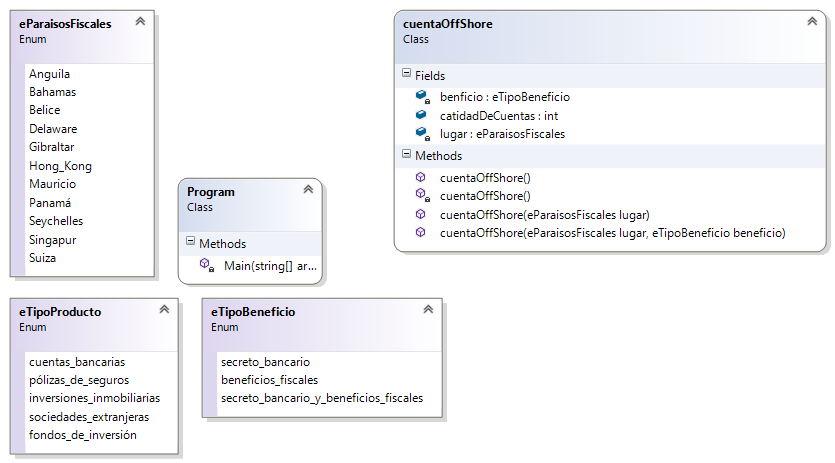 eParaisosFiscales
Enum
Anguila
Bahamas
Belice
Delaware
Gibraltar
Hong_Kong
Mauricio
Panamá
Seychelles
Singapur
Suiza
Program
Class
Methods
Main(string[] ar...
cuentaOffShore
Class
Fields
benficio : eTipoBeneficio
catidadDeCuentas : int
lugar : eParaisosFiscales
Methods
cuentaOffShore()
cuentaOffShore()
cuentaOffShore(eParaisosFiscales lugar)
cuentaOffShore(eParaisosFiscales lugar, eTipoBeneficio beneficio)
eTipoProducto
Enum
cuentas_bancarias
pólizas_de_seguros
inversiones_inmobiliarias
sociedades_extranjeras
fondos_de_inversión
eTipoBeneficio
Enum
secreto_bancario
beneficios_fiscales
secreto_bancario_y_beneficios_fiscales